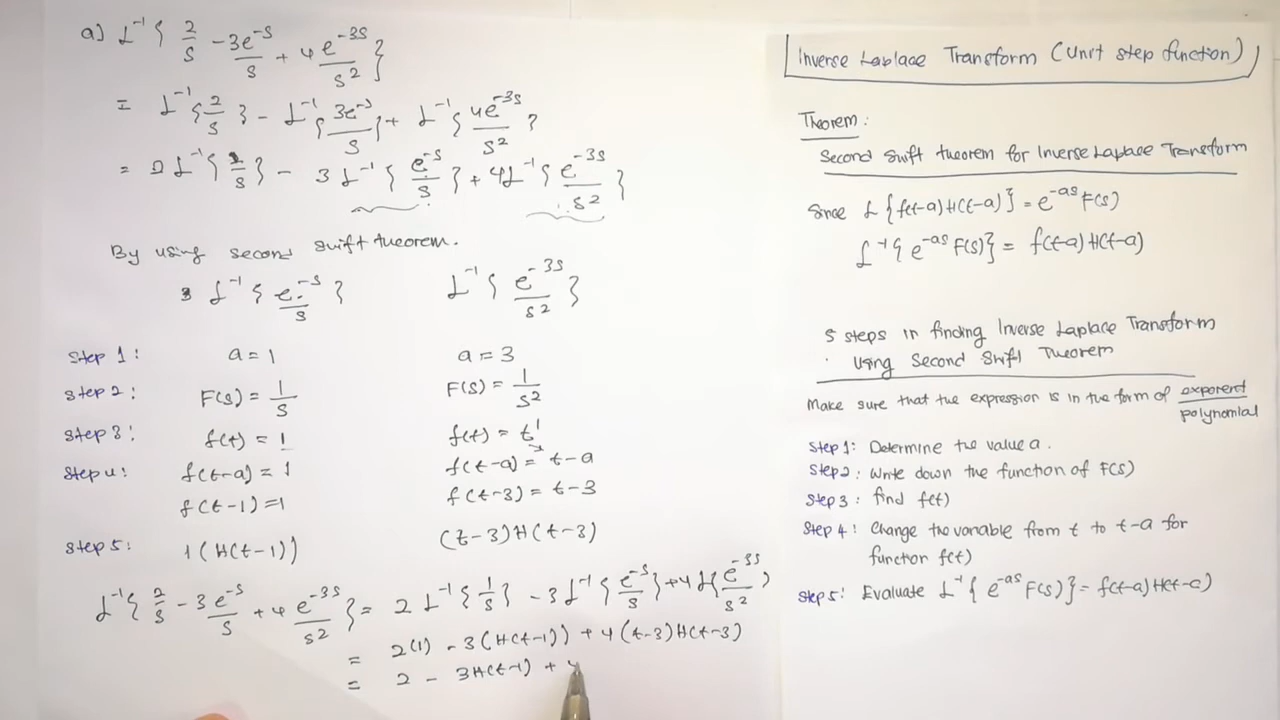 a) L⁻¹ { 2/s - 3e^-s/s + 4 e^-3s/s² }
= L⁻¹ { 2/s } - L⁻¹ { 3e^-s/s } + L⁻¹ { 4e^-3s/s² }
= 2 L⁻¹ { 1/s } - 3 L⁻¹ { e^-s/s } + 4 L⁻¹ { e^-3s/s² }
By using second swift theorem.
L⁻¹ { e^-s/s } L⁻¹ { e^-3s/s² }
Step 1: a = 1 a = 3
Step 2: F(s) = 1/s F(s) = 1/s²
Step 3: f(t) = 1 f(t) = t¹
Step 4: f(t-a) = 1 f(t-a) = t-a
f(t-1) = 1 f(t-3) = t-3
Step 5: 1(H(t-1)) (t-3)H(t-3)
L⁻¹ { 2/s - 3e^-s/s + 4 e^-3s/s² } = 2 L⁻¹ { 1/s } - 3 L⁻¹ { e^-s/s } + 4 L { e^-3s/s² }
= 2(1) - 3(H(t-1)) + 4(t-3)H(t-3)
= 2 - 3H(t-1) + 4
Inverse Laplace Transform (Unit step function)
Theorem:
Second Swift theorem for Inverse Laplace Transform
Since L {f(t-a)H(t-a)} = e^-as F(s)
L⁻¹ { e^-as F(s)} = f(t-a)H(t-a)
5 steps in finding Inverse Laplace Transform
Using Second Swift Theorem
Make sure that the expression is in the form of exponent/polynomial
Step 1: Determine the value a.
Step 2: Write down the function of F(s)
Step 3: find f(t)
Step 4: Change the variable from t to t-a for
function f(t)
Step 5: Evaluate L⁻¹ { e^-as F(s)} = f(t-a)H(t-a)